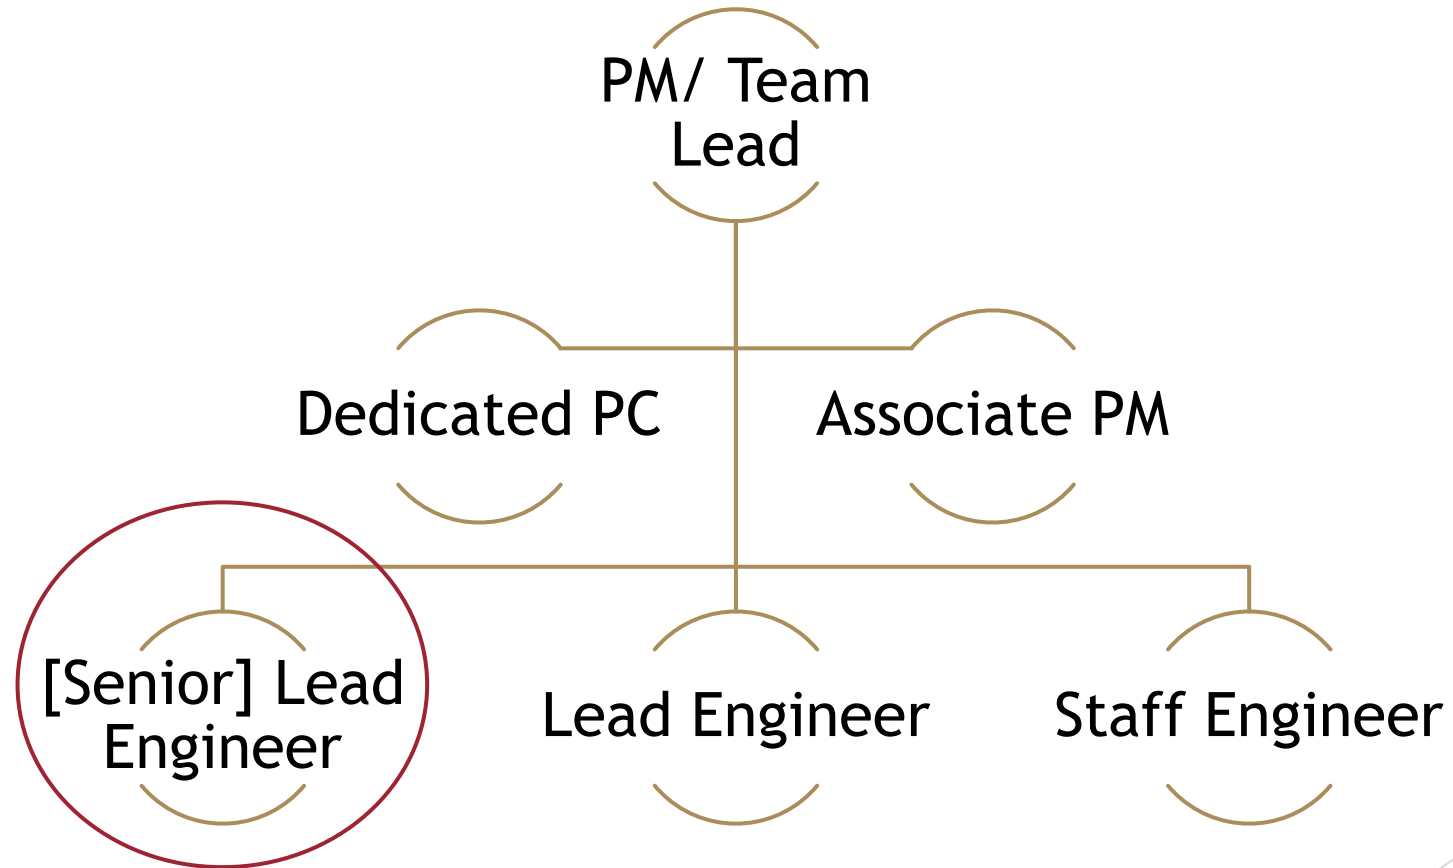 PM/ Team
Lead
Dedicated PC
Associate PM
[Senior] Lead
Engineer
Lead Engineer
Staff Engineer